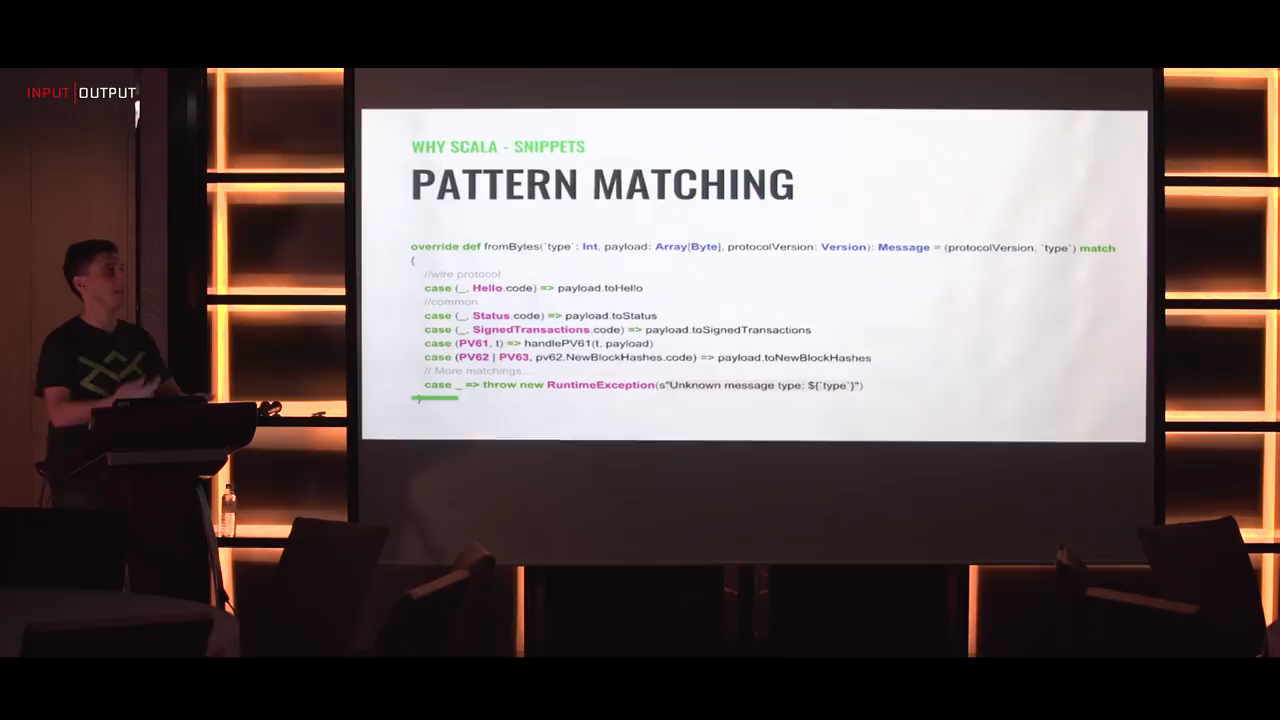 INPUT|OUTPUT
WHY SCALA - SNIPPETS
PATTERN MATCHING
override def fromBytes(`type`: Int, payload: Array[Byte], protocolVersion: Version): Message = (protocolVersion, `type`) match
{
//wire protocol
case (_, Hello.code) => payload.toHello
//common
case (_, Status.code) => payload.toStatus
case (_, SignedTransactions.code) => payload.toSignedTransactions
case (PV61, t) => handlePV61(t, payload)
case (PV62 | PV63, pv62.NewBlockHashes.code) => payload.toNewBlockHashes
// More matchings...
case _ => throw new RuntimeException(s"Unknown message type: ${`type`}")
}